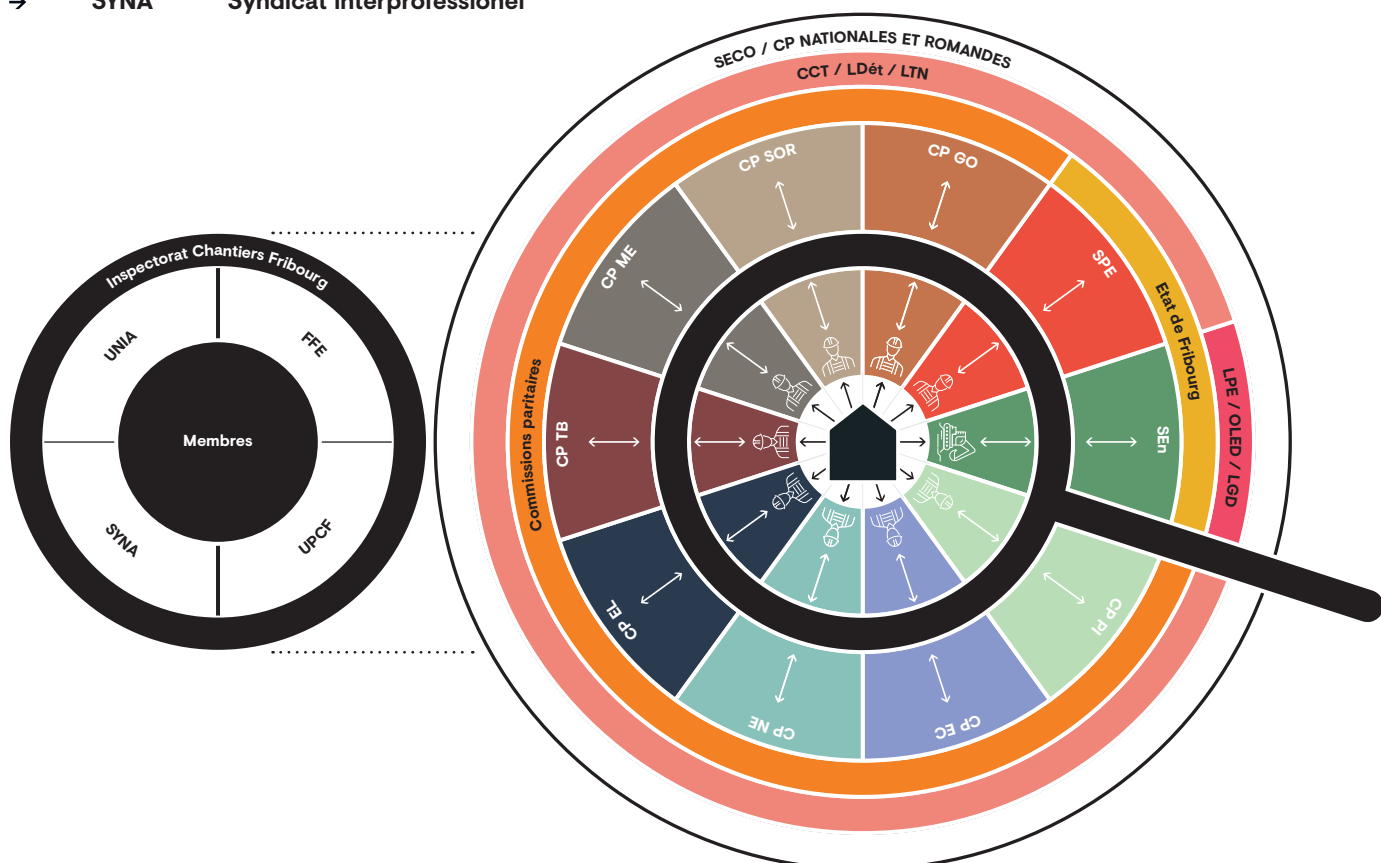 → SYNA Syndicat interprofessionel
SECO / CP NATIONALES ET ROMANDES
CCT / LDét / LTN
CP SOR
CP GO
CP ME
SPE
Inspectorat Chantiers Fribourg
Etat de Fribourg
UNIA
FFE
Commissions paritaires
LPE / OLED / LGD
Membres
CP TB
SEn
SYNA
UPCF
CP EL
CP PI
CP NE
CP EC